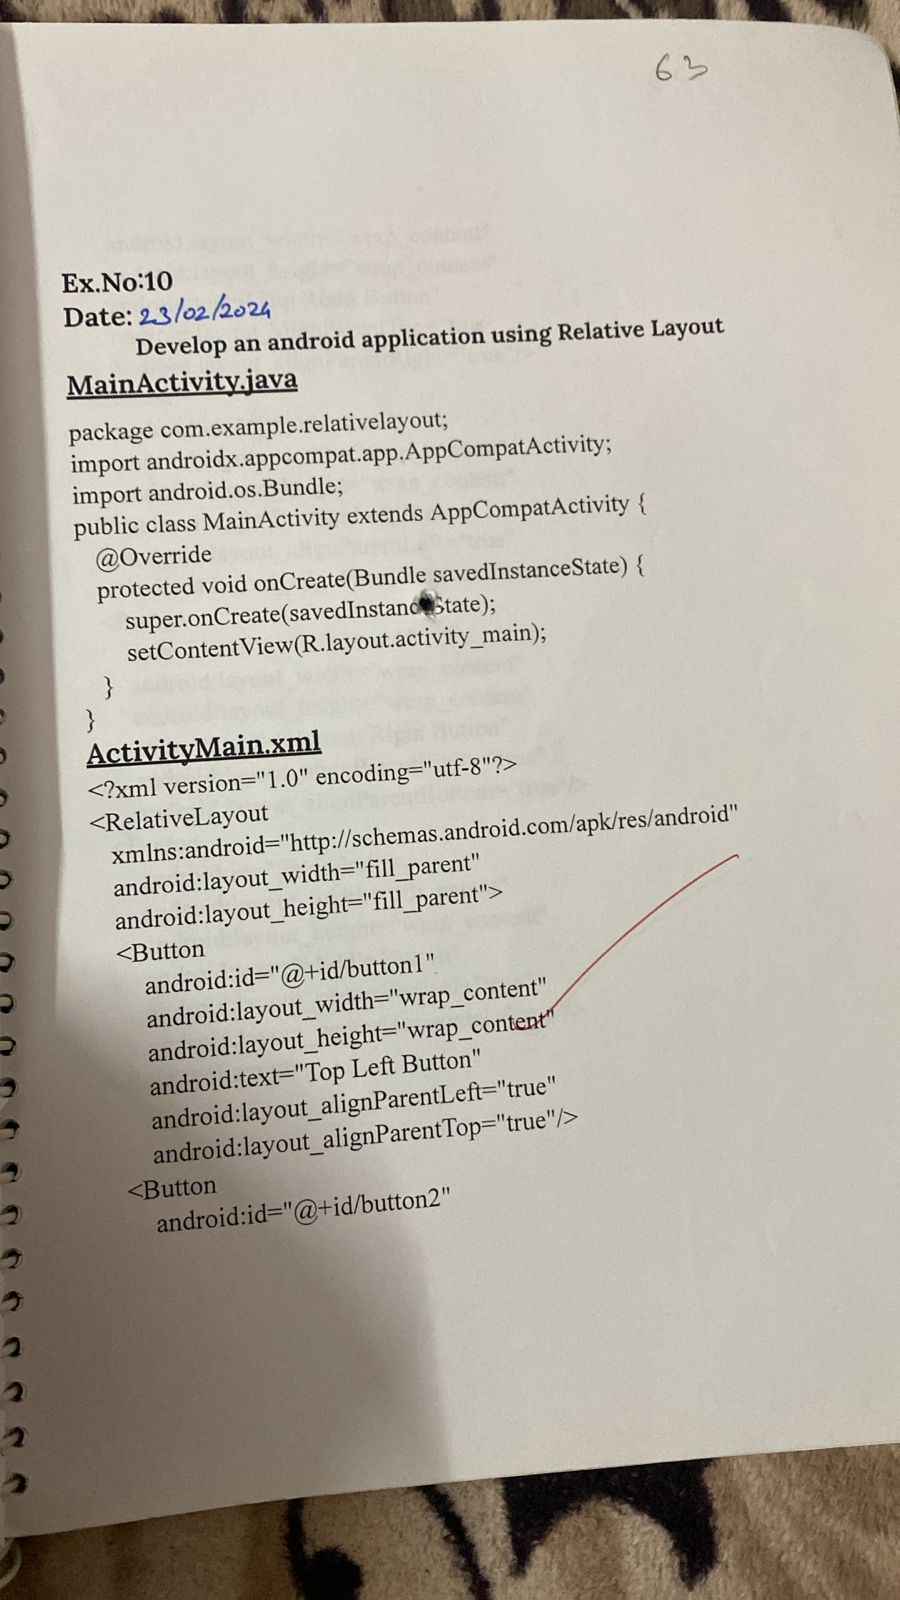 63
Ex.No:10
Date: 23/02/2024
Develop an android application using Relative Layout
MainActivity.java
package com.example.relativelayout;
import androidx.appcompat.app.AppCompatActivity;
import android.os.Bundle;
public class MainActivity extends AppCompatActivity {
@Override
protected void onCreate(Bundle savedInstanceState) {
super.onCreate(savedInstanceState);
setContentView(R.layout.activity_main);
}
}
ActivityMain.xml
<?xml version="1.0" encoding="utf-8"?>
<RelativeLayout
xmlns:android="http://schemas.android.com/apk/res/android"
android:layout_width="fill_parent"
android:layout_height="fill_parent">
<Button
android:id="@+id/button1"
android:layout_width="wrap_content"
android:layout_height="wrap_content"
android:text="Top Left Button"
android:layout_alignParentLeft="true"
android:layout_alignParentTop="true"/>
<Button
android:id="@+id/button2"